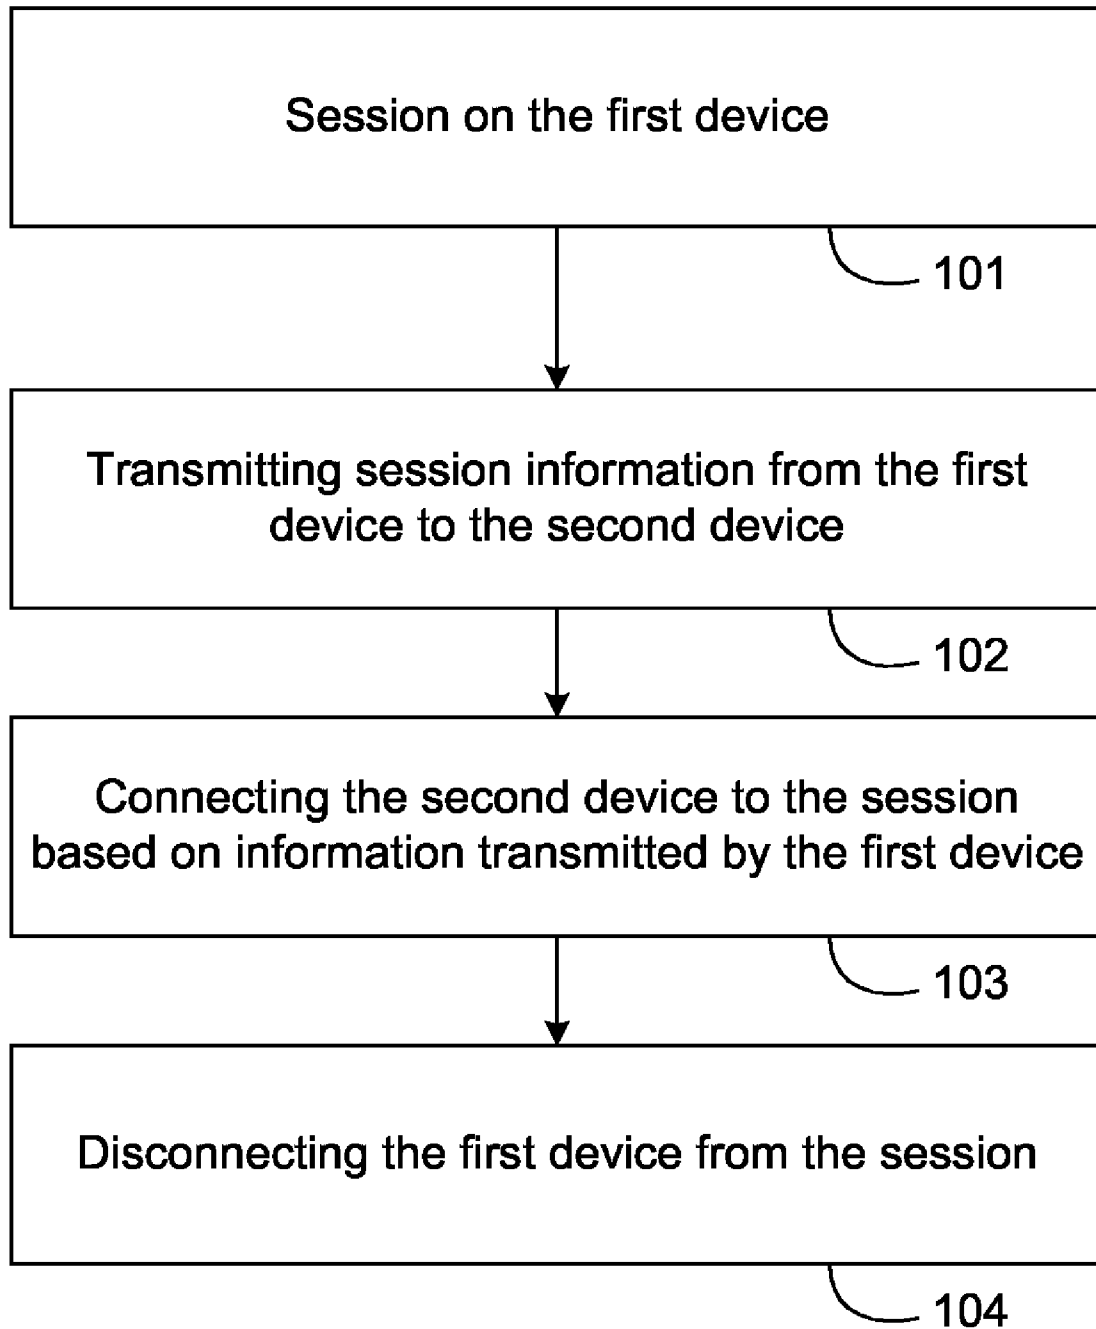 Session on the first device
101
Transmitting session information from the first
device to the second device
102
Connecting the second device to the session
based on information transmitted by the first device
103
Disconnecting the first device from the session
104